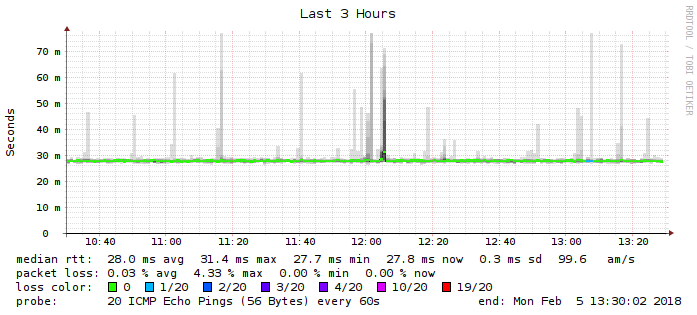 Last 3 Hours
RRDTOOL / TOBI OETIKER
Seconds
70 m
60 m
50 m
40 m
30 m
20 m
10 m
0
10:40 11:00 11:20 11:40 12:00 12:20 12:40 13:00 13:20
median rtt: 28.0 ms avg 31.4 ms max 27.7 ms min 27.8 ms now 0.3 ms sd 99.6 am/s
packet loss: 0.03 % avg 4.33 % max 0.00 % min 0.00 % now
loss color: 0 1/20 2/20 3/20 4/20 10/20 19/20
probe: 20 ICMP Echo Pings (56 Bytes) every 60s end: Mon Feb 5 13:30:02 2018